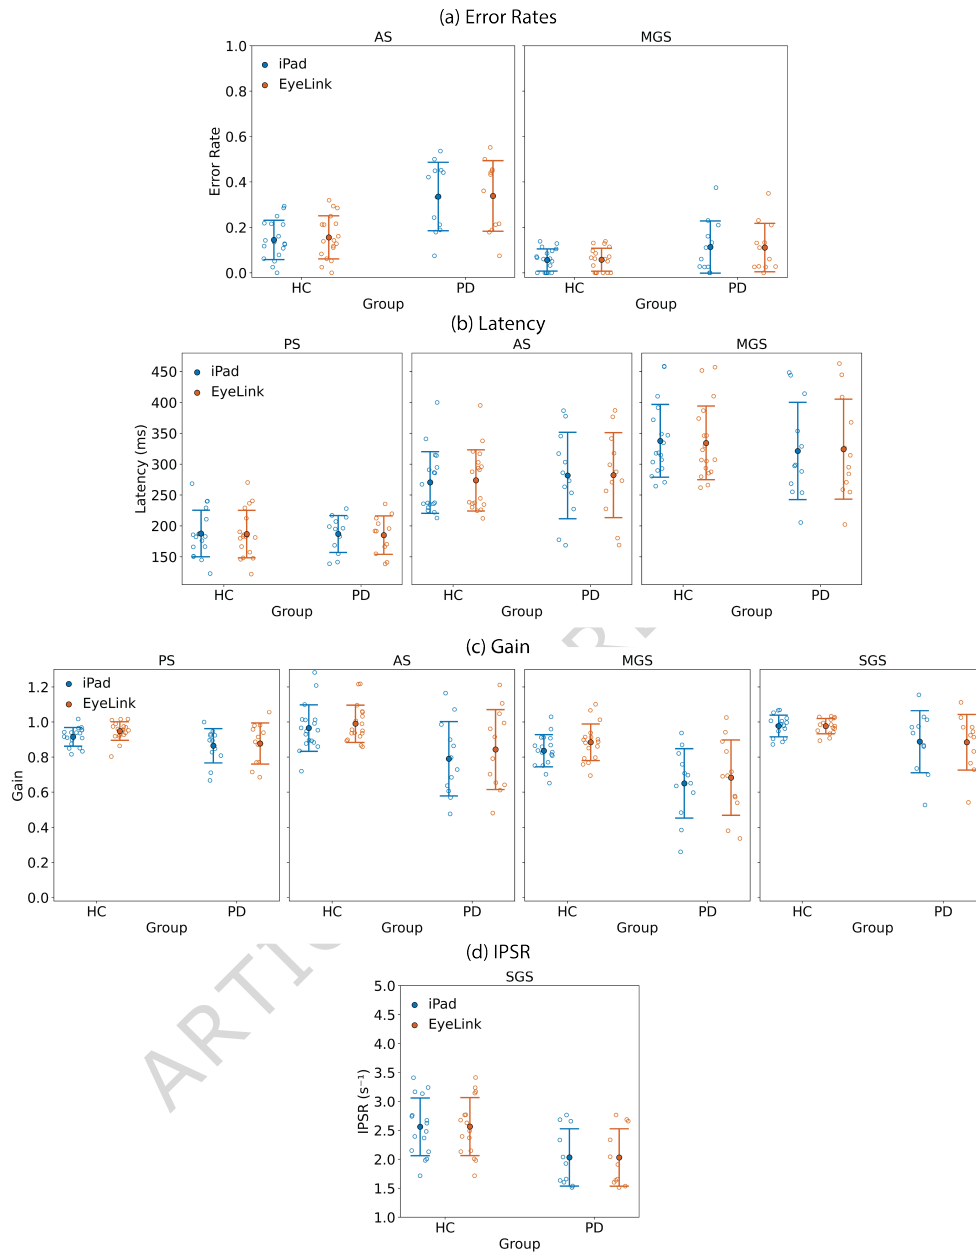 (a) Error Rates
AS MGS
1.0
0.8
0.6
0.4
0.2
0.0
Error Rate
iPad
EyeLink
HC PD HC PD
Group Group
(b) Latency
PS AS MGS
450
400
350
300
250
200
150
Latency (ms)
iPad
EyeLink
HC PD HC PD HC PD
Group Group Group
(c) Gain
PS AS MGS SGS
1.2
1.0
0.8
0.6
0.4
0.2
0.0
Gain
iPad
EyeLink
HC PD HC PD HC PD HC PD
Group Group Group Group
(d) IPSR
SGS
5.0
4.5
4.0
3.5
3.0
2.5
2.0
1.5
1.0
IPSR (s⁻¹)
iPad
EyeLink
HC PD
Group